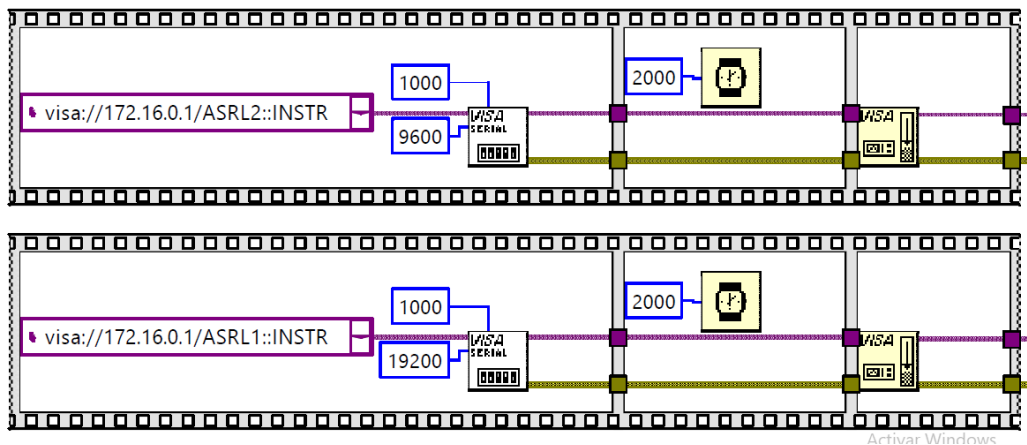 1000
2000
visa://172.16.0.1/ASRL2::INSTR
VISA
SERIAL
9600
VISA
1000
2000
visa://172.16.0.1/ASRL1::INSTR
VISA
SERIAL
19200
VISA
Activar Windows